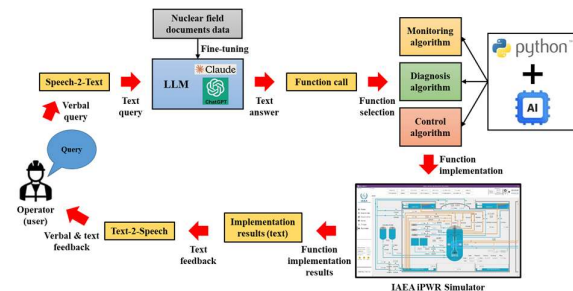 Nuclear field
documents data
Fine-tuning
Speech-2-Text
Verbal
query
Text
query
LLM
Claude
ChatGPT
Text
answer
Function call
Function
selection
Monitoring
algorithm
Diagnosis
algorithm
Control
algorithm
python™
+
AI
Function
implementation
Query
Operator
(user)
Verbal & text
feedback
Text-2-Speech
Text
feedback
Implementation
results (text)
Function
implementation
results
IAEA iPWR Simulator